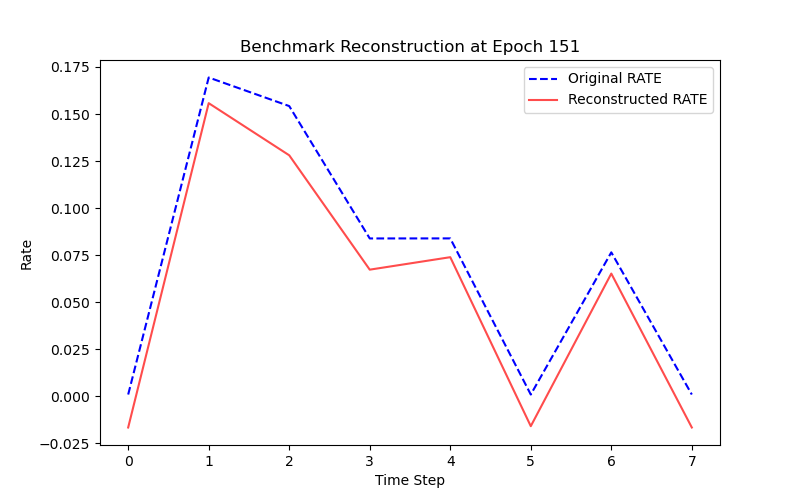 Benchmark Reconstruction at Epoch 151
Original RATE
Reconstructed RATE
Rate
0.175
0.150
0.125
0.100
0.075
0.050
0.025
0.000
−0.025
0 1 2 3 4 5 6 7
Time Step